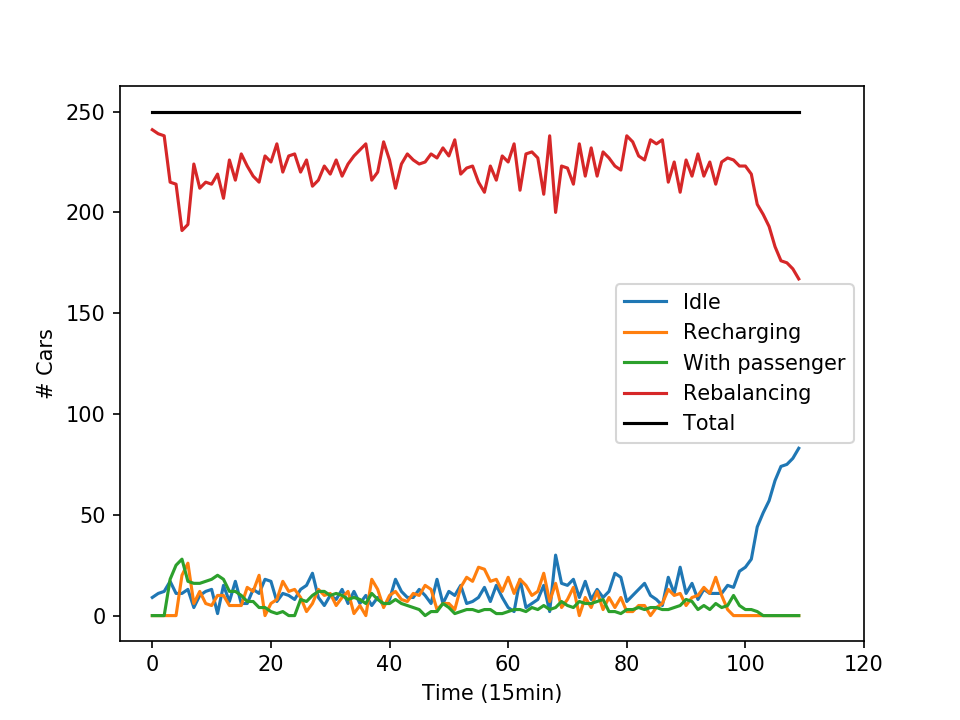 250
200
150
100
50
0
# Cars
Idle
Recharging
With passenger
Rebalancing
Total
0 20 40 60 80 100 120
Time (15min)